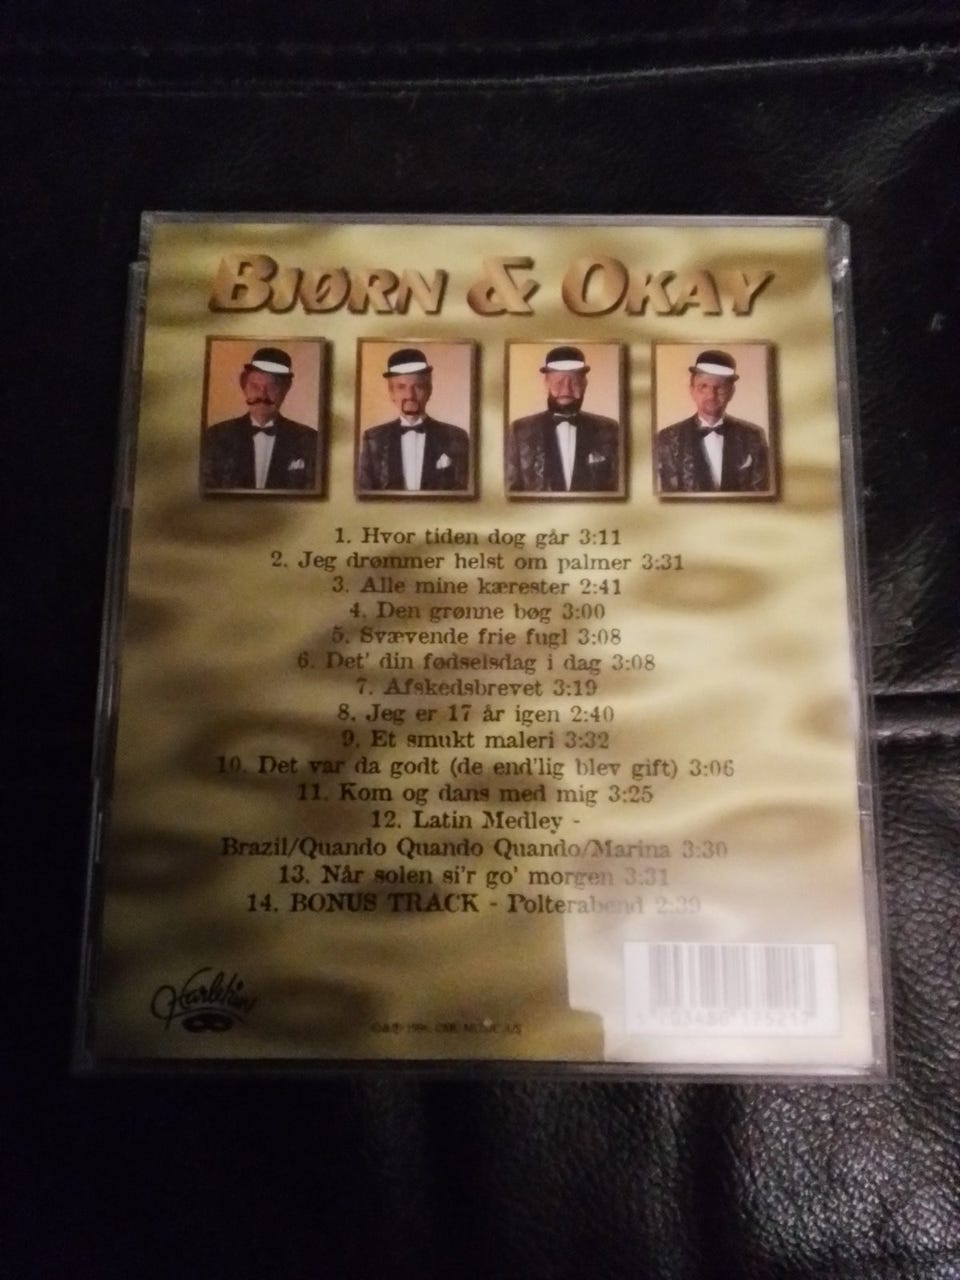 BJØRN & OKAY
1. Hvor tiden dog går 3:11
2. Jeg drømmer helst om palmer 3:31
3. Alle mine kærester 2:41
4. Den grønne bøg 3:00
5. Svævende frie fugl 3:08
6. Det' din fødselsdag i dag 3:08
7. Afskedsbrevet 3:19
8. Jeg er 17 år igen 2:40
9. Et smukt maleri 3:32
10. Det var da godt (de end'lig blev gift) 3:06
11. Kom og dans med mig 3:25
12. Latin Medley -
Brazil/Quando Quando Quando/Marina 3:30
13. Når solen si'r go' morgen 3:31
14. BONUS TRACK - Polterabend 2:39
Harlekin